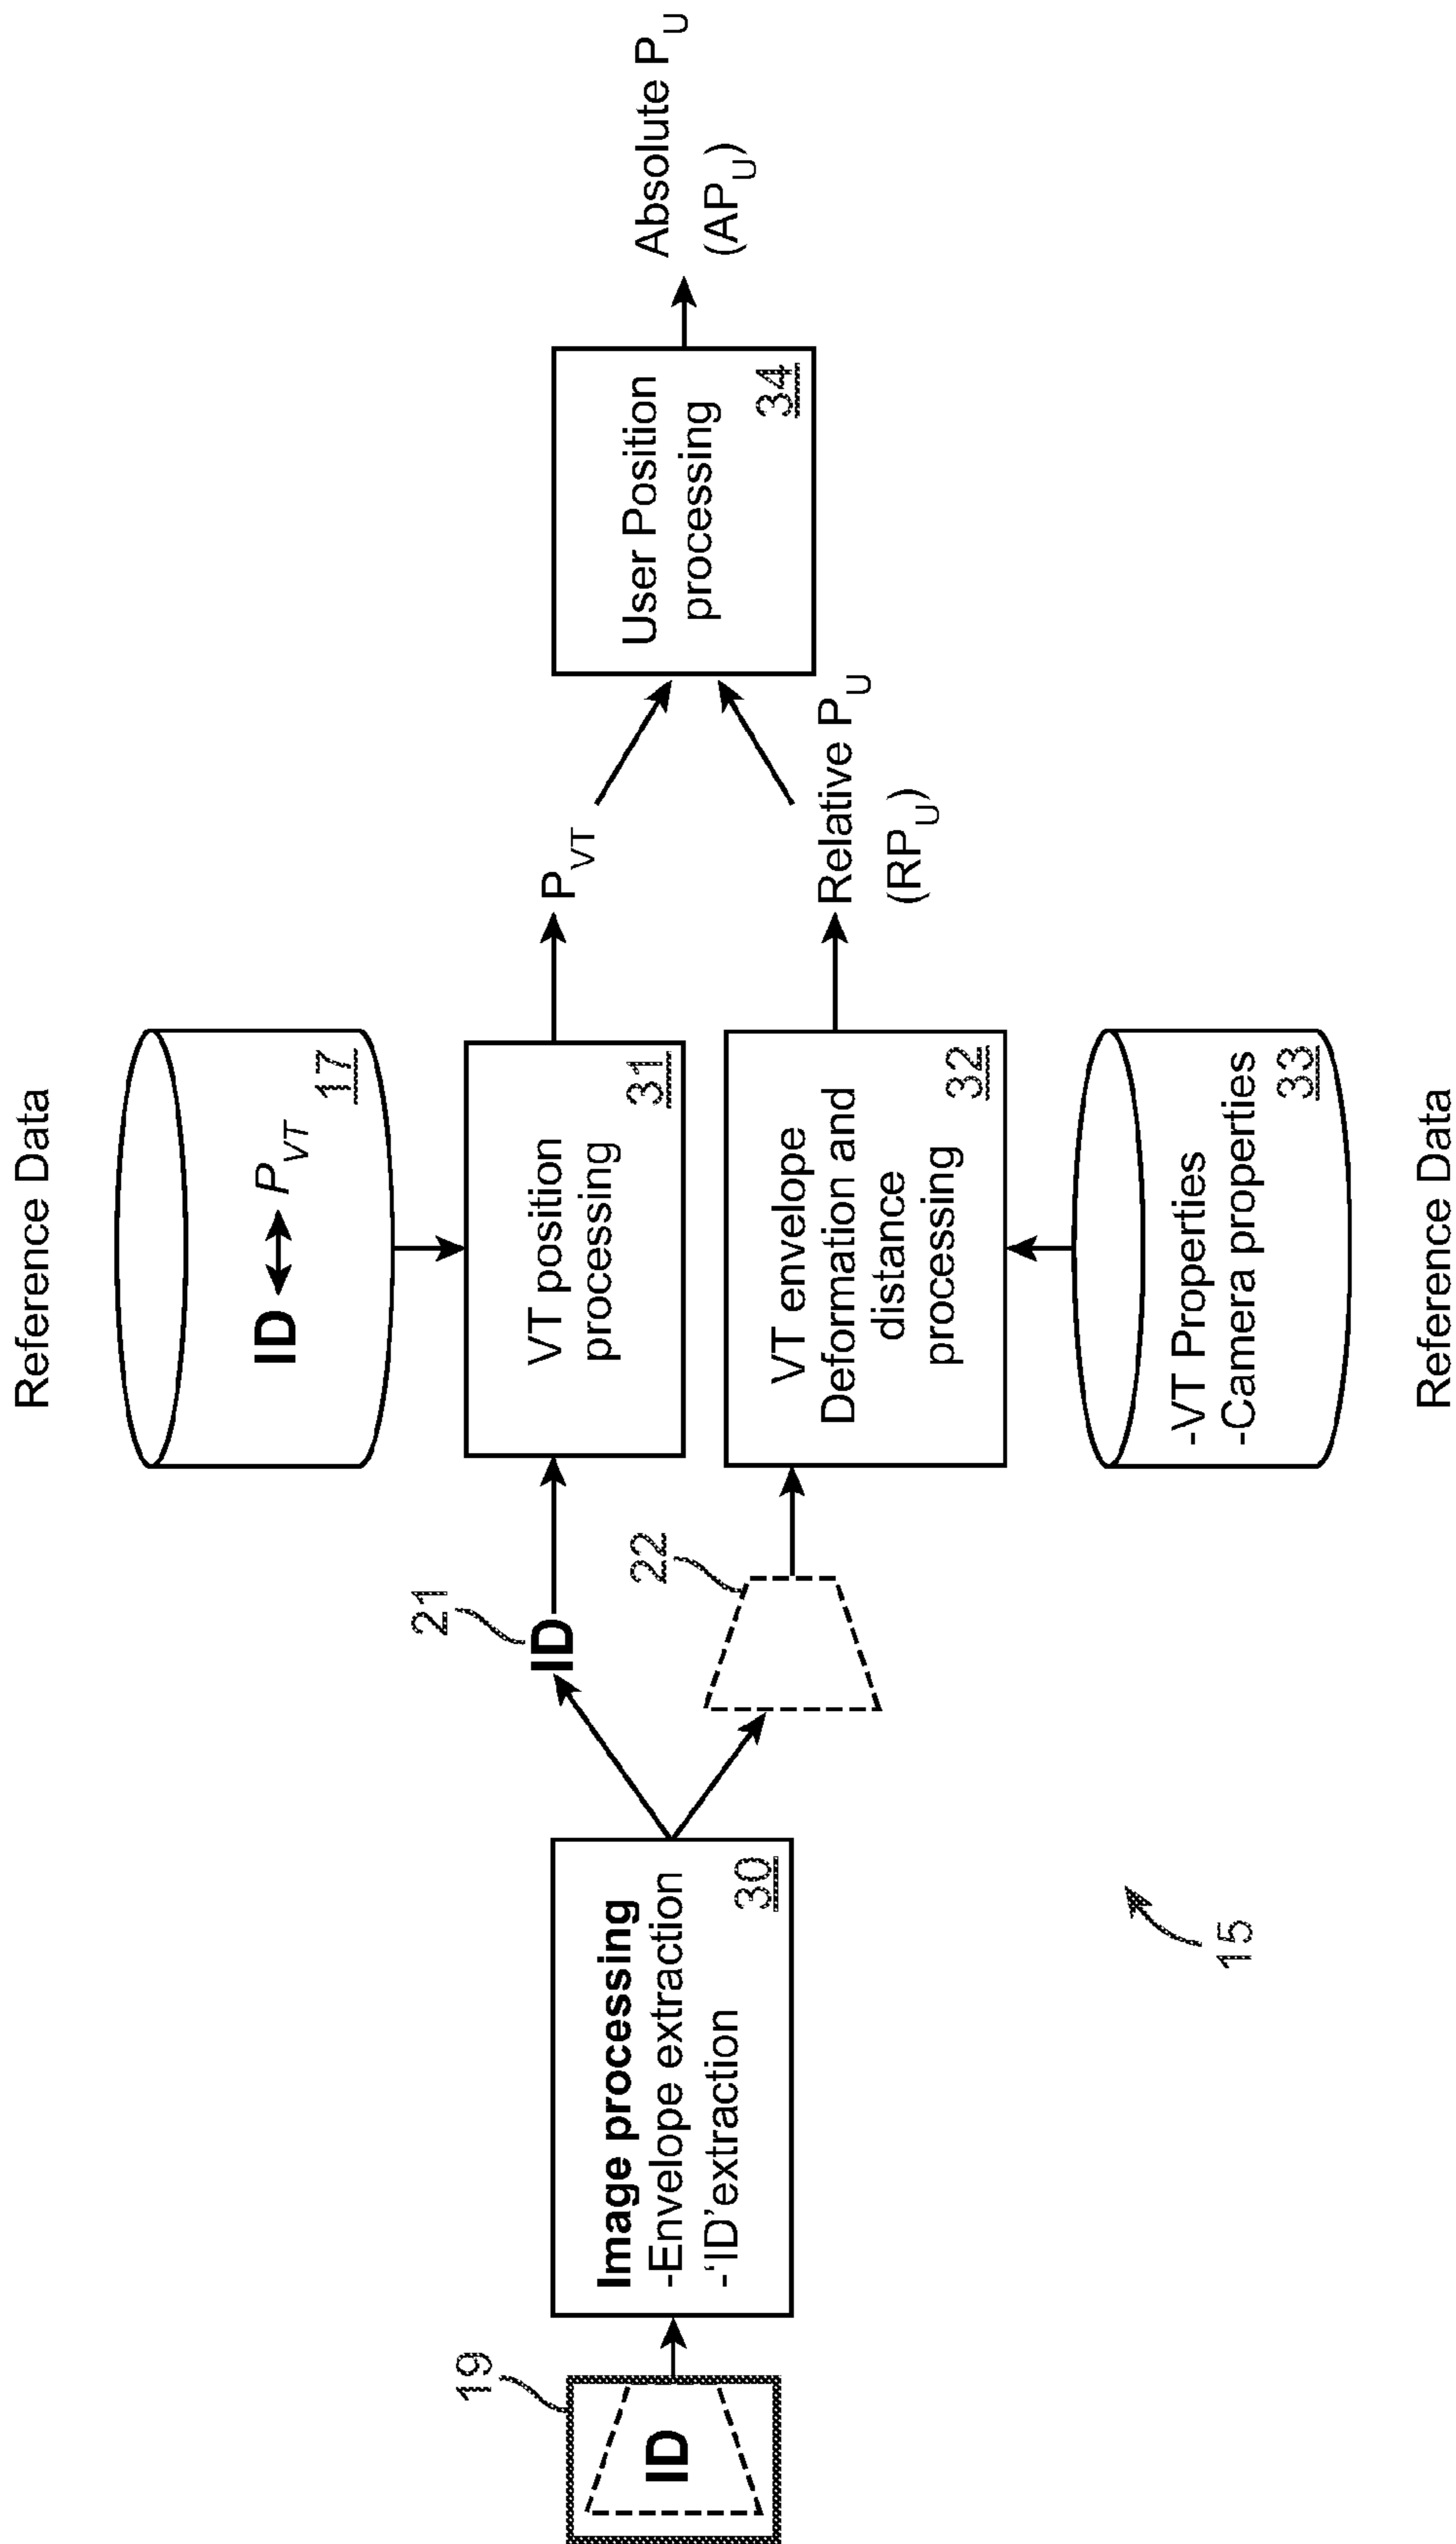 Reference Data
ID P_VT
17
19
ID
Image processing
-Envelope extraction
-‘ID’extraction
30
21
ID
22
VT position
processing
31
VT envelope
Deformation and
distance
processing
32
-VT Properties
-Camera properties
33
Reference Data
P_VT
Relative P_U
(RP_U)
User Position
processing
34
Absolute P_U
(AP_U)
15